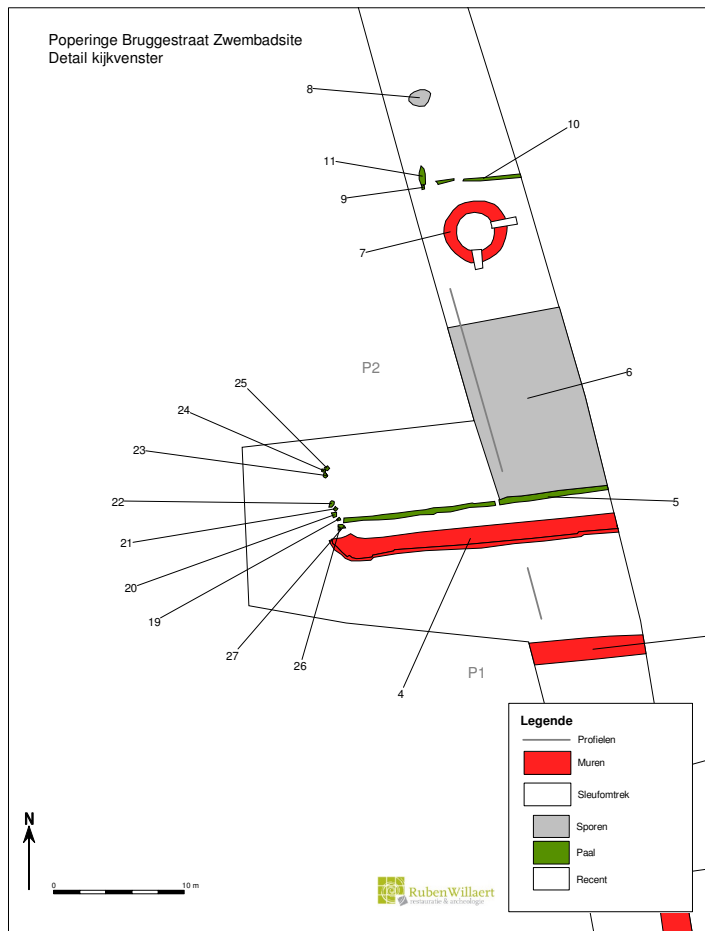 Poperinge Bruggestraat Zwembadsite
Detail kijkvenster
8
10
11
9
7
P2
6
25
24
23
22
5
21
20
19
27
26
4
P1
Legende
Profielen
Muren
Sleufomtrek
Sporen
Paal
Recent
N
0 10 m
RubenWillaert
restauratie & archeologie